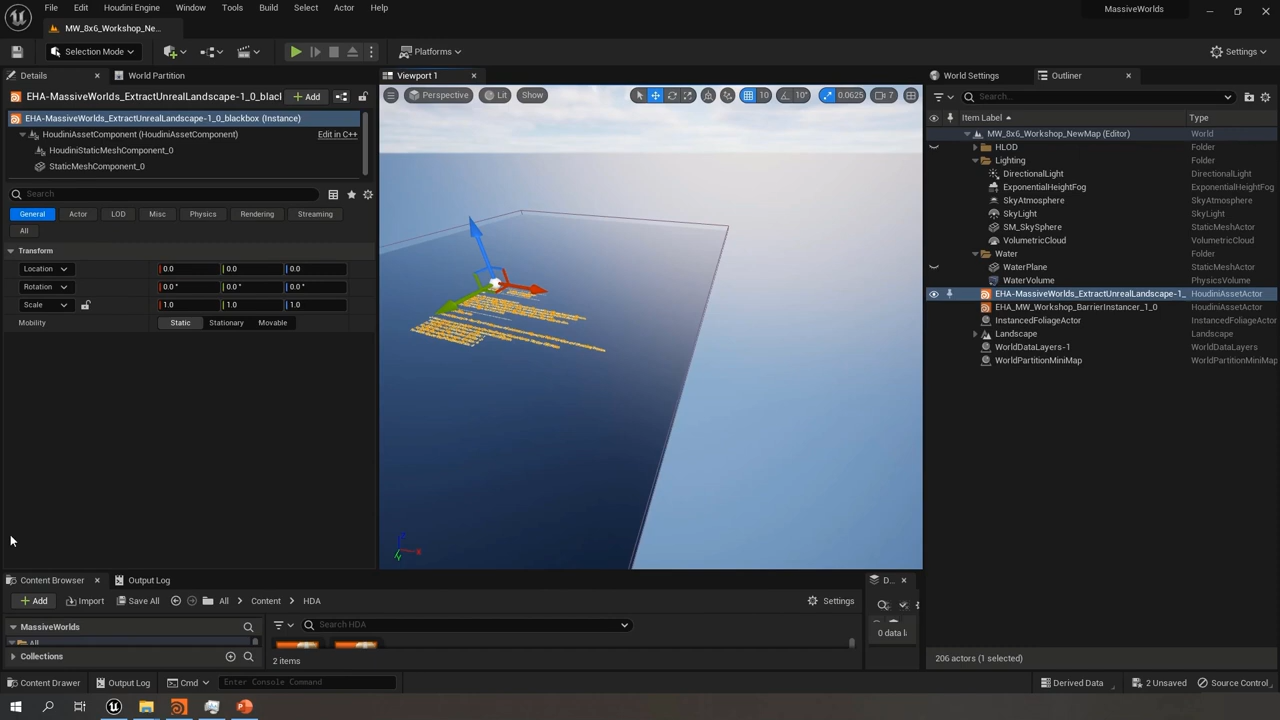 File Edit Houdini Engine Window Tools Build Select Actor Help
MassiveWorlds
MW_8x6_Workshop_Ne...
Selection Mode
Platforms
Settings
Details
World Partition
Viewport 1
World Settings
Outliner
EHA-MassiveWorlds_ExtractUnrealLandscape-1_0_blacl
Add
Perspective
Lit
Show
10
10°
0.0625
7
Search...
EHA-MassiveWorlds_ExtractUnrealLandscape-1_0_blackbox (Instance)
Item Label
Type
HoudiniAssetComponent (HoudiniAssetComponent)
Edit in C++
MW_8x6_Workshop_NewMap (Editor)
World
HoudiniStaticMeshComponent_0
HLOD
Folder
StaticMeshComponent_0
Lighting
Folder
DirectionalLight
DirectionalLight
Search
ExponentialHeightFog
ExponentialHeightFog
SkyAtmosphere
SkyAtmosphere
General
Actor
LOD
Misc
Physics
Rendering
Streaming
SkyLight
SkyLight
SM_SkySphere
StaticMeshActor
All
VolumetricCloud
VolumetricCloud
Transform
Water
Folder
Location
0.0
0.0
0.0
WaterPlane
StaticMeshActor
WaterVolume
PhysicsVolume
Rotation
0.0 °
0.0 °
0.0 °
EHA-MassiveWorlds_ExtractUnrealLandscape-1_
HoudiniAssetActor
Scale
1.0
1.0
1.0
EHA_MW_Workshop_BarrierInstancer_1_0
HoudiniAssetActor
Mobility
Static
Stationary
Movable
InstancedFoliageActor
InstancedFoliageActor
Landscape
Landscape
WorldDataLayers-1
WorldDataLayers
WorldPartitionMiniMap
WorldPartitionMiniMap
Content Browser
Output Log
D...
Add
Import
Save All
All
Content
HDA
Settings
MassiveWorlds
Search HDA
All
0 data la
Collections
2 items
206 actors (1 selected)
Content Drawer
Output Log
Cmd
Enter Console Command
Derived Data
2 Unsaved
Source Control